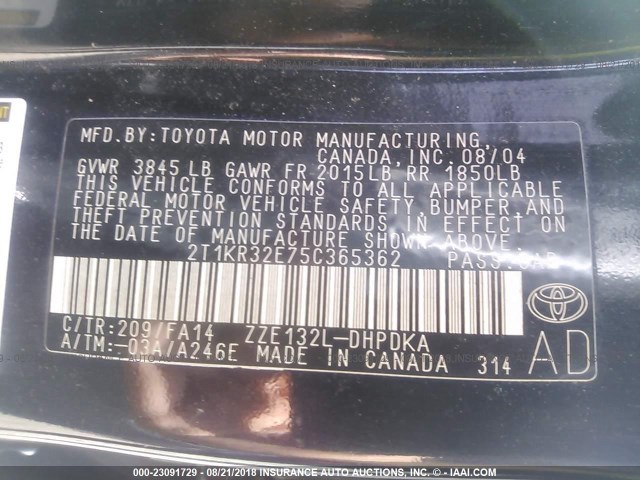 MFD.BY:TOYOTA MOTOR MANUFACTURING,
CANADA,INC. 08/04
GVWR 3845 LB GAWR FR 2015LB RR 1850LB
THIS VEHICLE CONFORMS TO ALL APPLICABLE
FEDERAL MOTOR VEHICLE SAFETY,BUMPER,AND
THEFT PREVENTION STANDARDS IN EFFECT ON
THE DATE OF MANUFACTURE SHOWN ABOVE.
2T1KR32E75C365362 PASS.CAR
C/TR:209/FA14 ZZE132L-DHPDKA
A/TM:-03A/A246E MADE IN CANADA 314
AD
000-23091729 - 08/21/2018 INSURANCE AUTO AUCTIONS, INC. - IAAI.COM